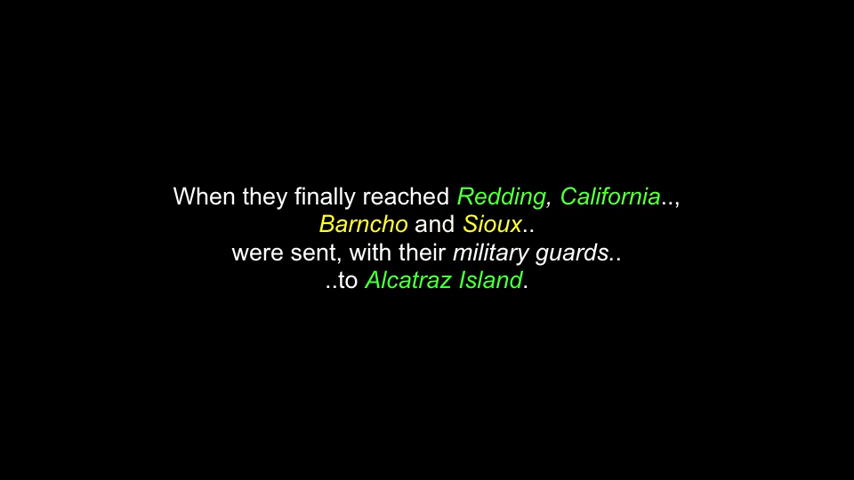 When they finally reached Redding, California..,
Barncho and Sioux..
were sent, with their military guards..
..to Alcatraz Island.